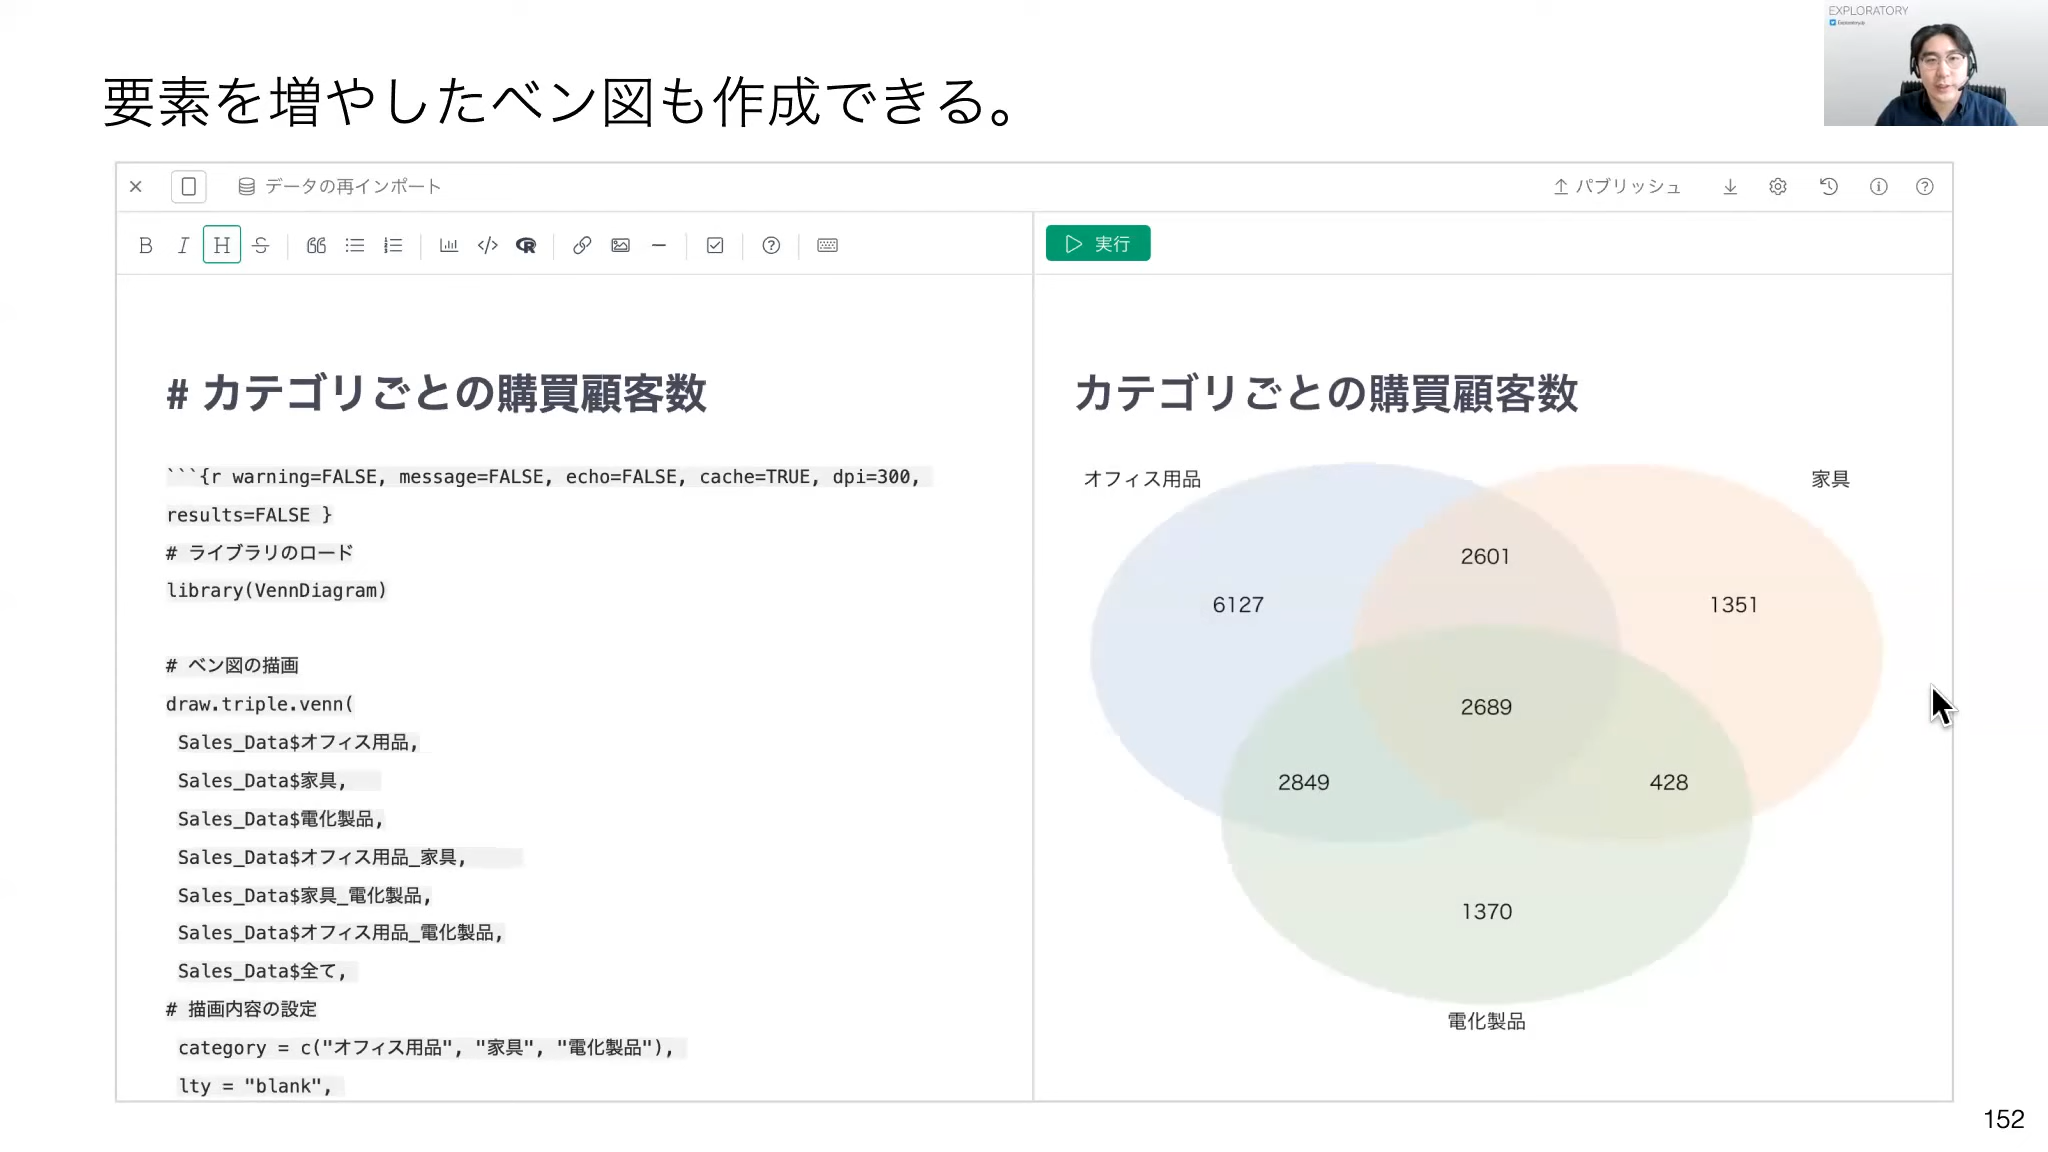 EXPLORATORY
要素を増やしたベン図も作成できる。
データの再インポート
パブリッシュ
B I H S
実行
# カテゴリごとの購買顧客数
```{r warning=FALSE, message=FALSE, echo=FALSE, cache=TRUE, dpi=300,
results=FALSE }
# ライブラリのロード
library(VennDiagram)
# ベン図の描画
draw.triple.venn(
Sales_Data$オフィス用品,
Sales_Data$家具,
Sales_Data$電化製品,
Sales_Data$オフィス用品_家具,
Sales_Data$家具_電化製品,
Sales_Data$オフィス用品_電化製品,
Sales_Data$全て,
# 描画内容の設定
category = c("オフィス用品", "家具", "電化製品"),
lty = "blank",
カテゴリごとの購買顧客数
オフィス用品
家具
2601
6127
1351
2689
2849
428
1370
電化製品
152